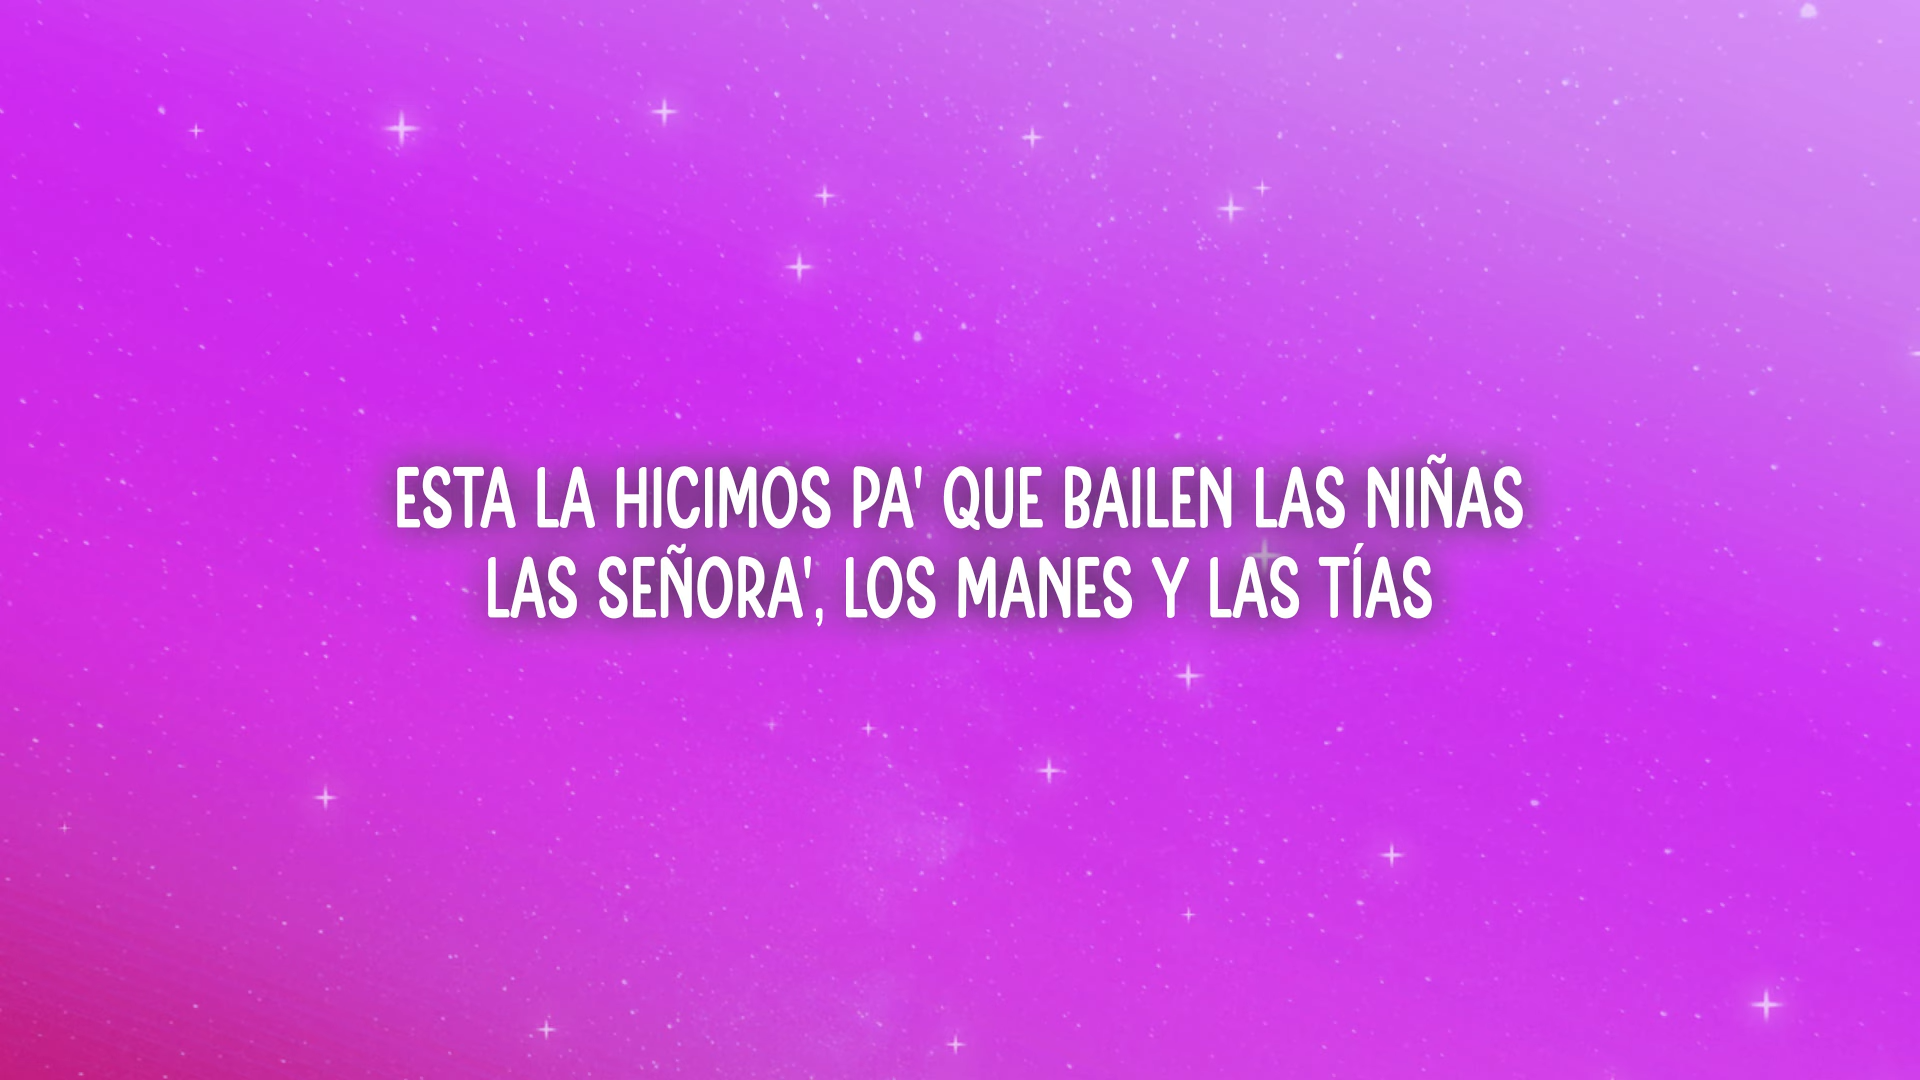 ESTA LA HICIMOS PA' QUE BAILEN LAS NIÑAS
LAS SEÑORA', LOS MANES Y LAS TÍAS